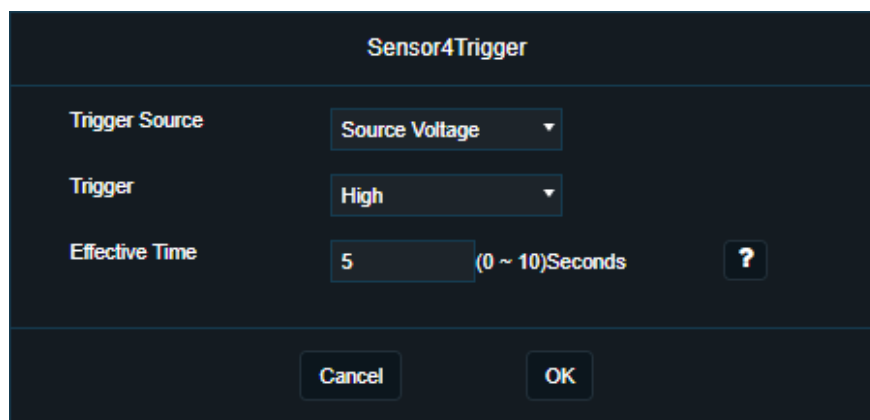 Sensor4Trigger
Trigger Source Source Voltage
Trigger High
Effective Time 5 (0 ~ 10)Seconds ?
Cancel OK